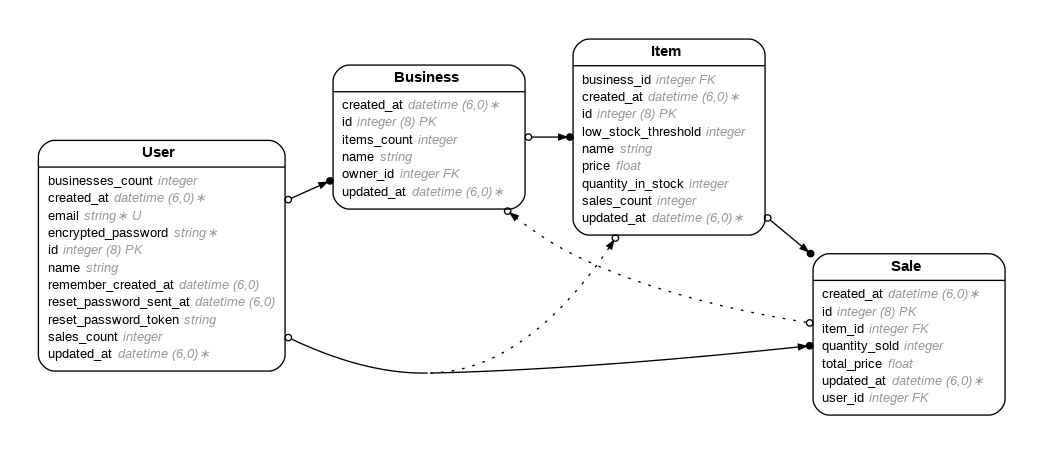 User
businesses_count integer
created_at datetime (6,0)∗
email string∗ U
encrypted_password string∗
id integer (8) PK
name string
remember_created_at datetime (6,0)
reset_password_sent_at datetime (6,0)
reset_password_token string
sales_count integer
updated_at datetime (6,0)∗
Business
created_at datetime (6,0)∗
id integer (8) PK
items_count integer
name string
owner_id integer FK
updated_at datetime (6,0)∗
Item
business_id integer FK
created_at datetime (6,0)∗
id integer (8) PK
low_stock_threshold integer
name string
price float
quantity_in_stock integer
sales_count integer
updated_at datetime (6,0)∗
Sale
created_at datetime (6,0)∗
id integer (8) PK
item_id integer FK
quantity_sold integer
total_price float
updated_at datetime (6,0)∗
user_id integer FK